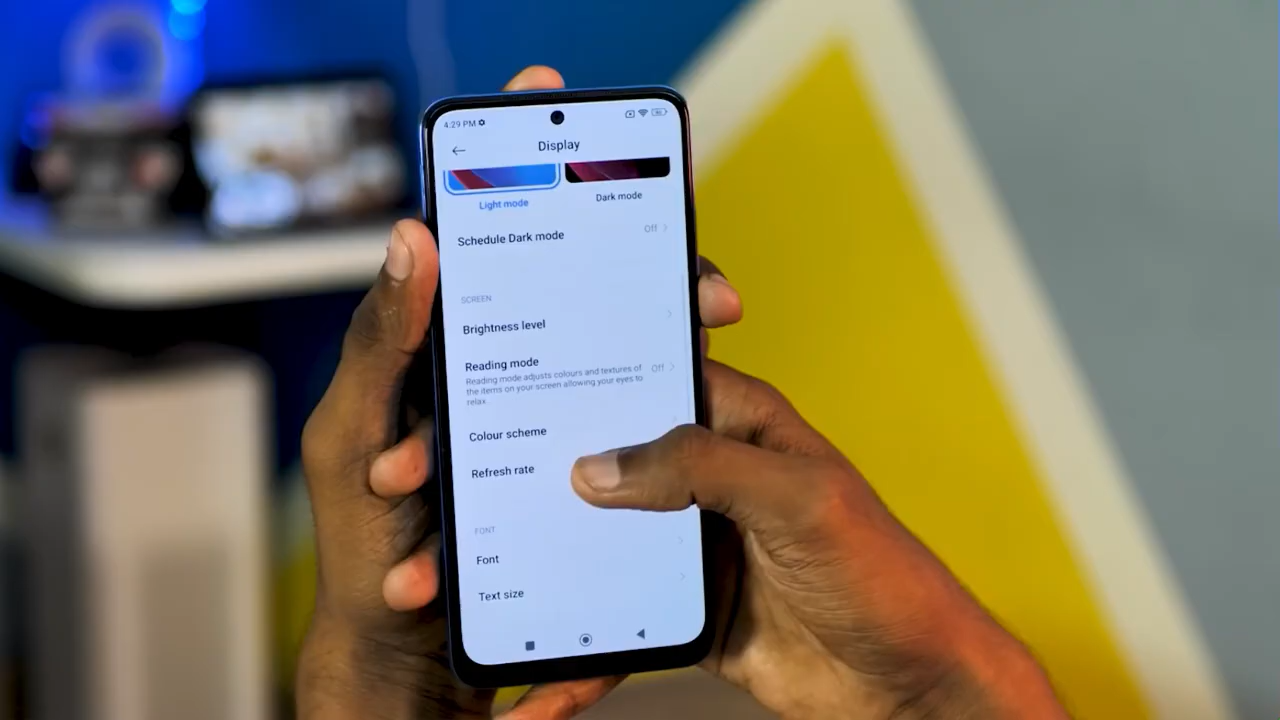 4:29 PM
Display
Light mode
Dark mode
Schedule Dark mode
Off
SCREEN
Brightness level
Reading mode
Reading mode adjusts colours and textures of
the items on your screen allowing your eyes to
relax.
Off
Colour scheme
Refresh rate
FONT
Font
Text size